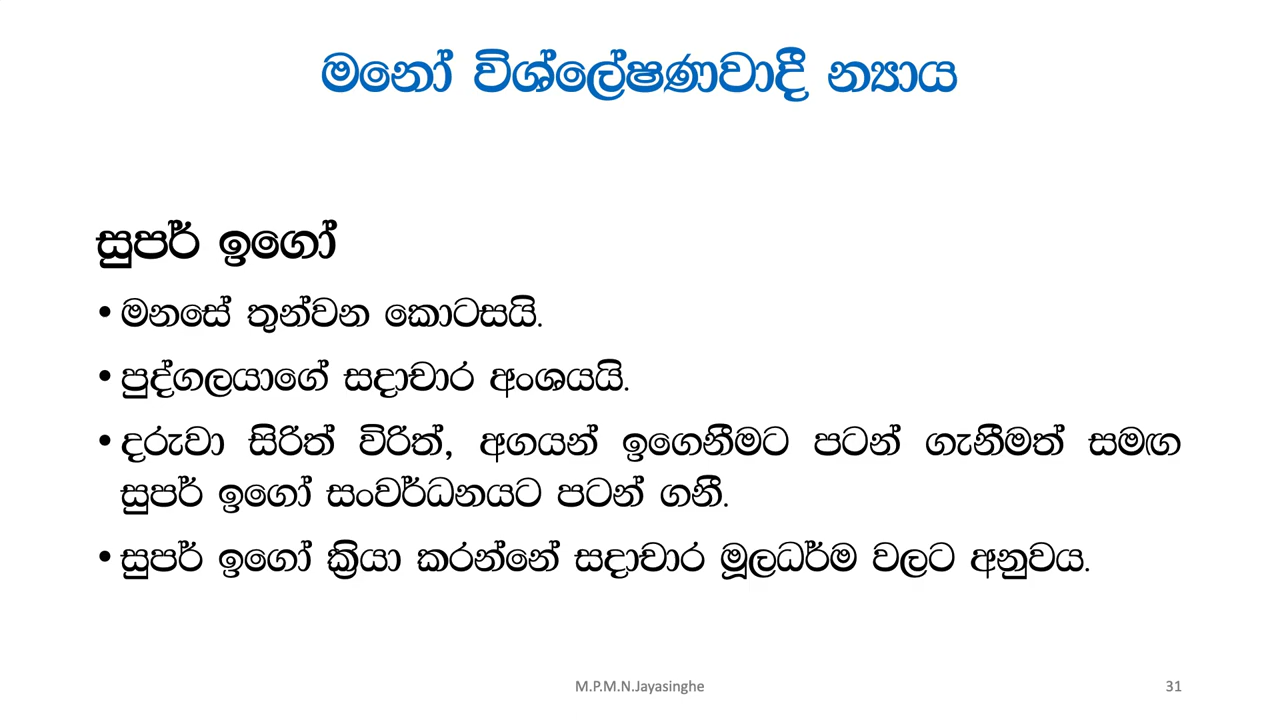 මනෝ විශ්ලේෂණවාදී න්‍යාය
සුපර් ඉගෝ
• මනසේ තුන්වන කොටසයි.
• පුද්ගලයාගේ සදාචාර අංශයයි.
• දරුවා සිරිත් විරිත්, අගයන් ඉගෙනීමට පටන් ගැනීමත් සමඟ
සුපර් ඉගෝ සංවර්ධනයට පටන් ගනී.
• සුපර් ඉගෝ ක්‍රියා කරන්නේ සදාචාර මූලධර්ම වලට අනුවය.
M.P.M.N.Jayasinghe
31